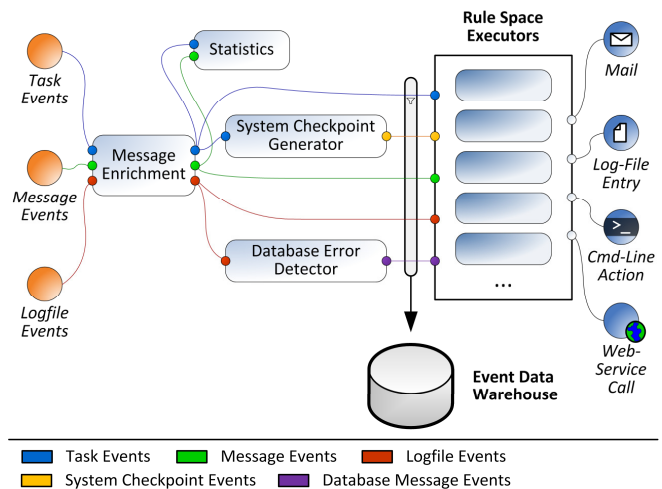 Rule Space
Executors
Statistics
Task
Events
Mail
Message
Enrichment
System Checkpoint
Generator
Message
Events
Log-File
Entry
Database Error
Detector
>_
Cmd-Line
Action
Logfile
Events
...
Web-
Service
Call
Event Data
Warehouse
Task Events
Message Events
Logfile Events
System Checkpoint Events
Database Message Events